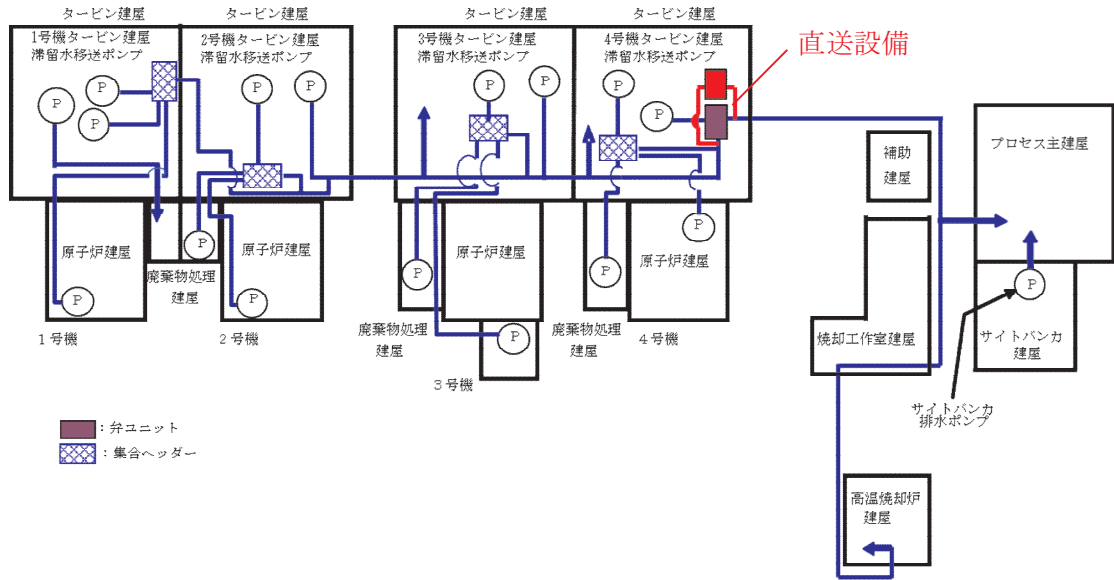 タービン建屋
タービン建屋
タービン建屋
タービン建屋
1号機タービン建屋
滞留水移送ポンプ
2号機タービン建屋
滞留水移送ポンプ
3号機タービン建屋
滞留水移送ポンプ
4号機タービン建屋
滞留水移送ポンプ
直送設備
P
P
P
P
P
P
P
P
P
プロセス主建屋
補助
建屋
原子炉建屋
P
原子炉建屋
原子炉建屋
P
原子炉建屋
P
P
P
P
P
P
廃棄物処理
建屋
廃棄物処理
建屋
廃棄物処理
建屋
1号機
2号機
3号機
4号機
焼却工作室建屋
サイトバンカ
建屋
サイトバンカ
排水ポンプ
:弁ユニット
:集合ヘッダー
高温焼却炉
建屋